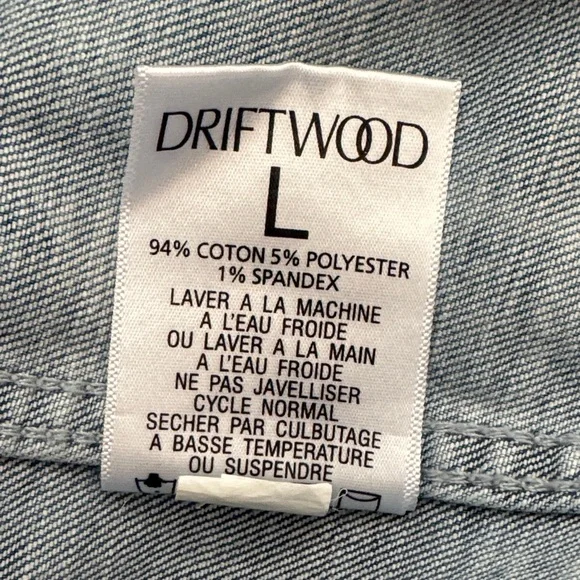 DRIFTWOOD
L
94% COTON 5% POLYESTER
1% SPANDEX
LAVER A LA MACHINE
A L'EAU FROIDE
OU LAVER A LA MAIN
A L'EAU FROIDE
NE PAS JAVELLISER
CYCLE NORMAL
SECHER PAR CULBUTAGE
A BASSE TEMPERATURE
OU SUSPENDRE